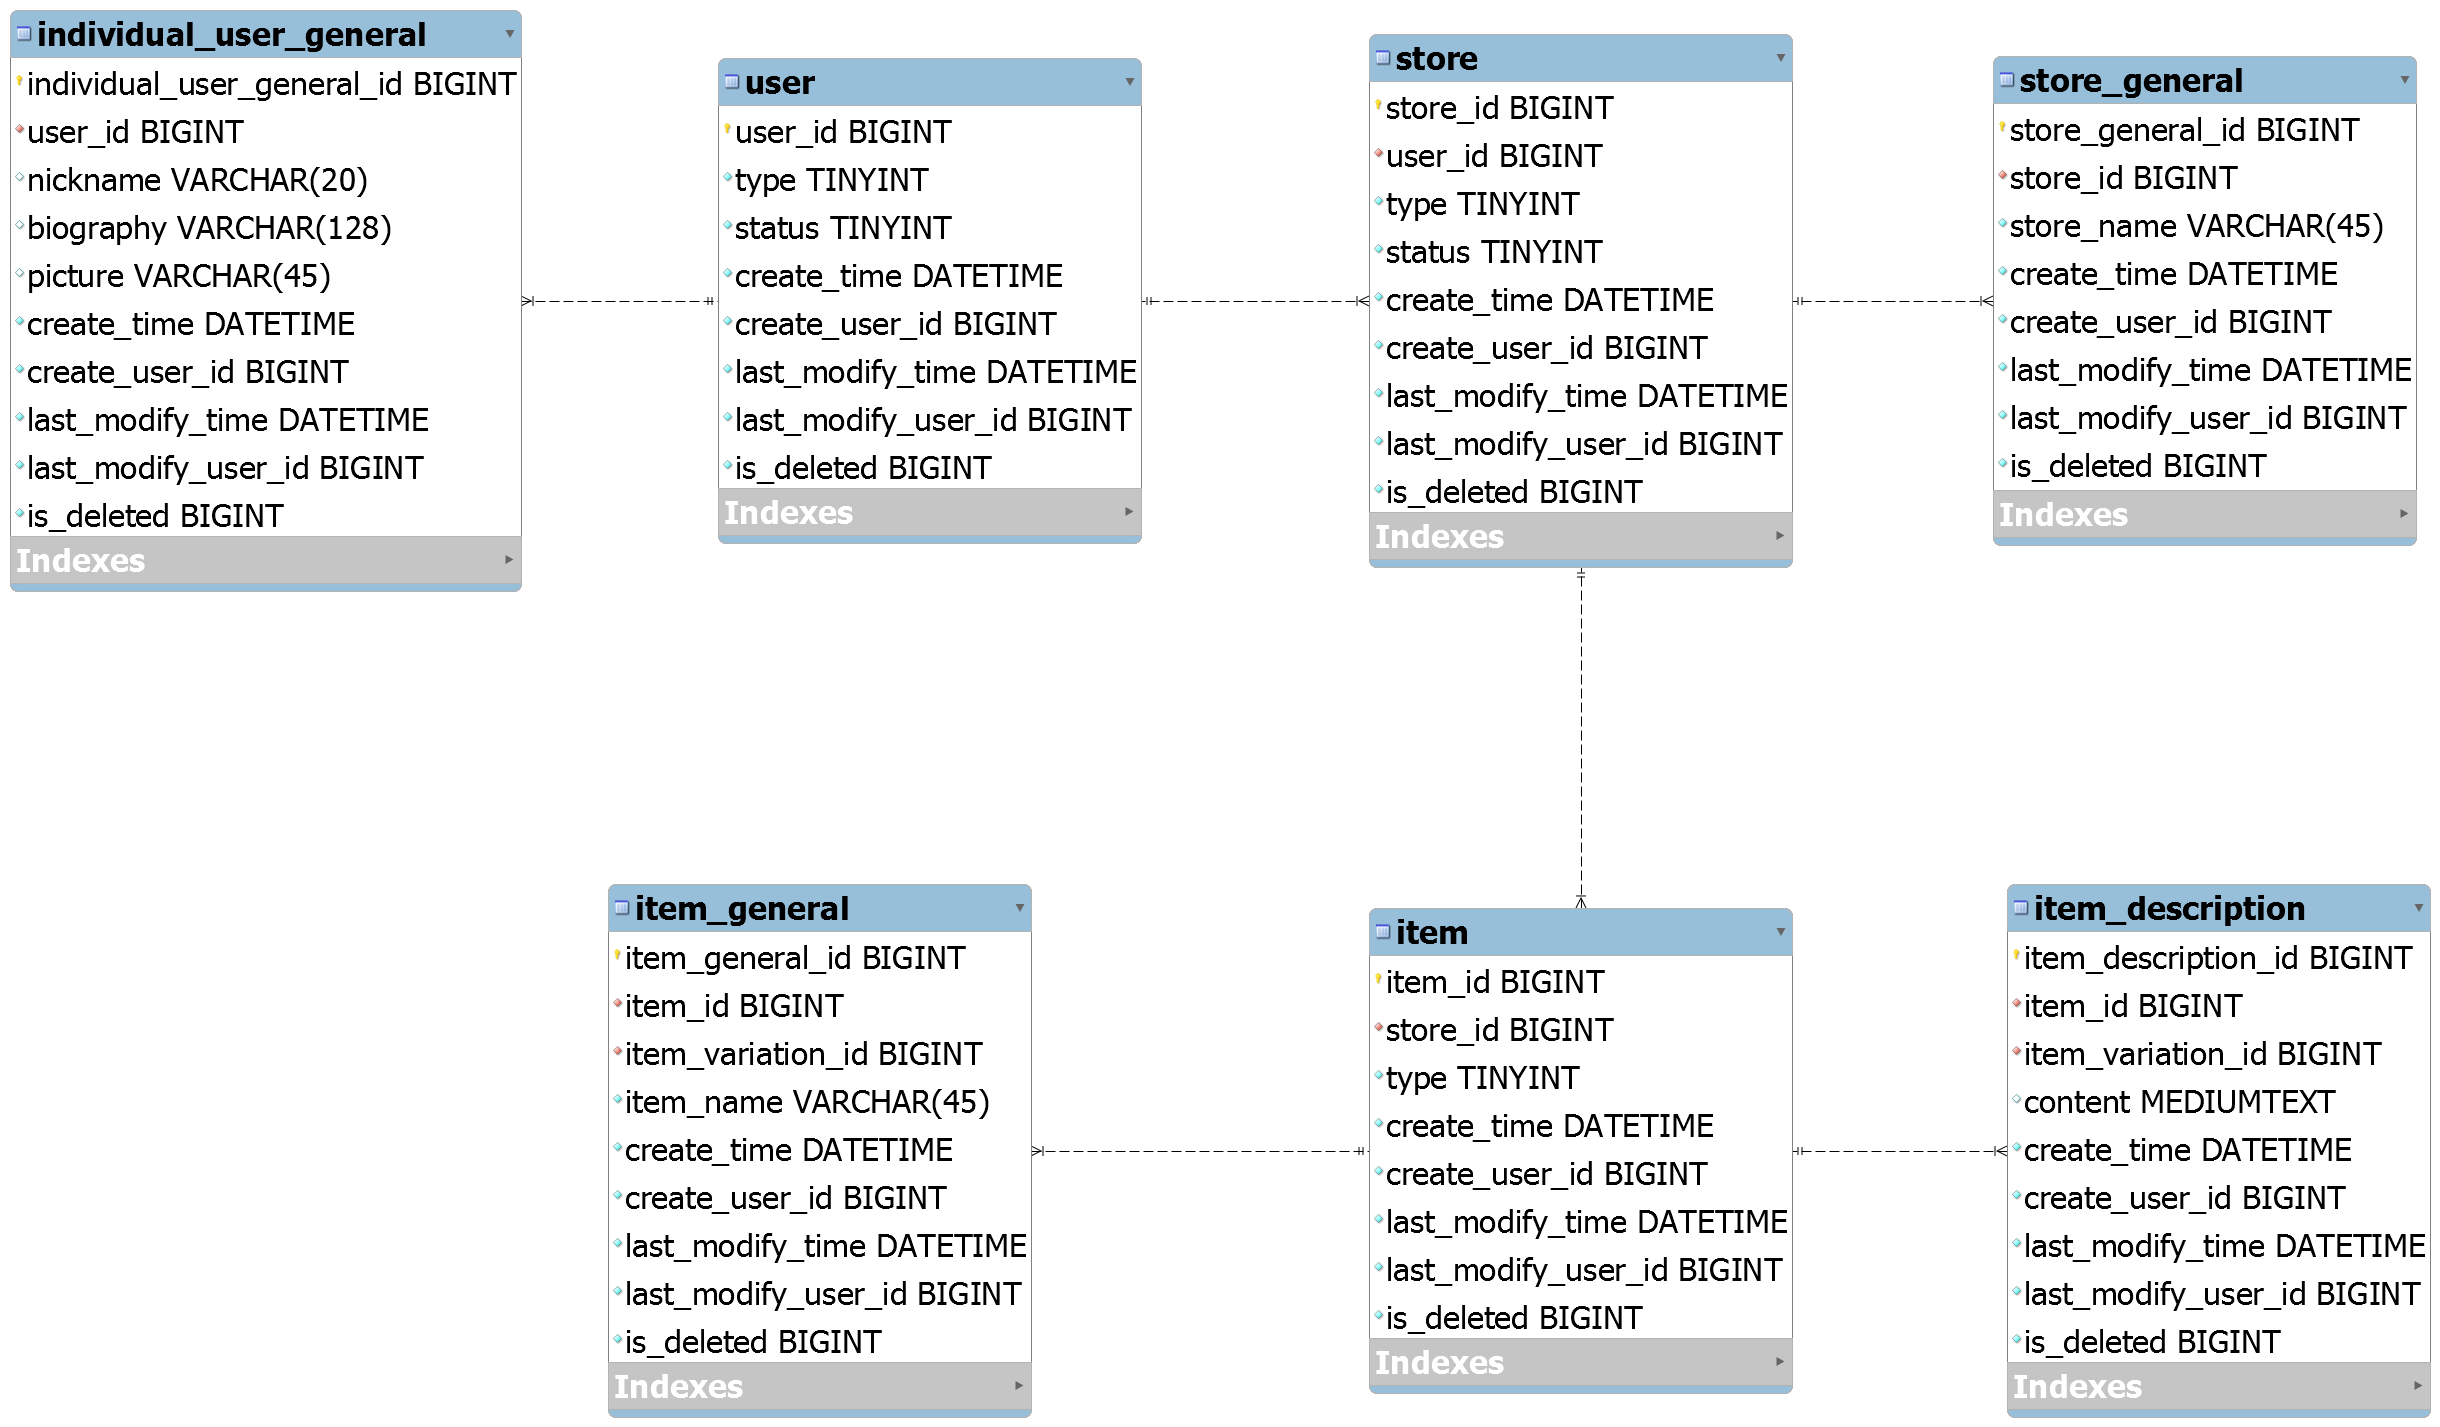 individual_user_general
individual_user_general_id BIGINT
user_id BIGINT
nickname VARCHAR(20)
biography VARCHAR(128)
picture VARCHAR(45)
create_time DATETIME
create_user_id BIGINT
last_modify_time DATETIME
last_modify_user_id BIGINT
is_deleted BIGINT
Indexes
user
user_id BIGINT
type TINYINT
status TINYINT
create_time DATETIME
create_user_id BIGINT
last_modify_time DATETIME
last_modify_user_id BIGINT
is_deleted BIGINT
Indexes
store
store_id BIGINT
user_id BIGINT
type TINYINT
status TINYINT
create_time DATETIME
create_user_id BIGINT
last_modify_time DATETIME
last_modify_user_id BIGINT
is_deleted BIGINT
Indexes
store_general
store_general_id BIGINT
store_id BIGINT
store_name VARCHAR(45)
create_time DATETIME
create_user_id BIGINT
last_modify_time DATETIME
last_modify_user_id BIGINT
is_deleted BIGINT
Indexes
item_general
item_general_id BIGINT
item_id BIGINT
item_variation_id BIGINT
item_name VARCHAR(45)
create_time DATETIME
create_user_id BIGINT
last_modify_time DATETIME
last_modify_user_id BIGINT
is_deleted BIGINT
Indexes
item
item_id BIGINT
store_id BIGINT
type TINYINT
create_time DATETIME
create_user_id BIGINT
last_modify_time DATETIME
last_modify_user_id BIGINT
is_deleted BIGINT
Indexes
item_description
item_description_id BIGINT
item_id BIGINT
item_variation_id BIGINT
content MEDIUMTEXT
create_time DATETIME
create_user_id BIGINT
last_modify_time DATETIME
last_modify_user_id BIGINT
is_deleted BIGINT
Indexes